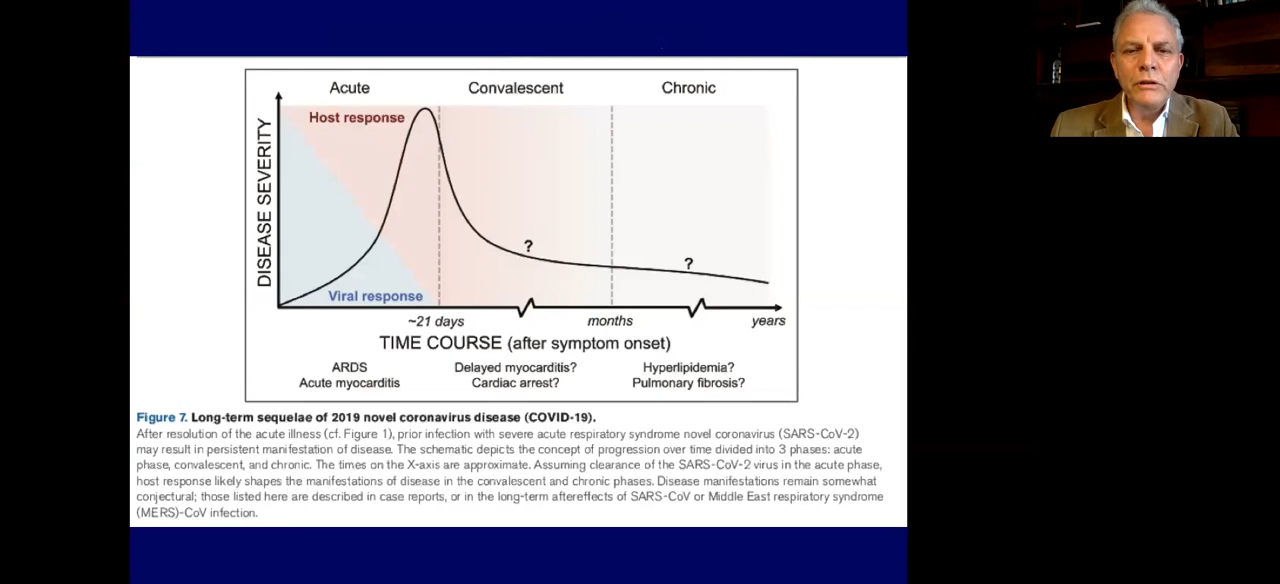 Acute Convalescent Chronic
Host response
DISEASE SEVERITY
?
?
Viral response
~21 days months years
TIME COURSE (after symptom onset)
ARDS Delayed myocarditis? Hyperlipidemia?
Acute myocarditis Cardiac arrest? Pulmonary fibrosis?
Figure 7. Long-term sequelae of 2019 novel coronavirus disease (COVID-19).
After resolution of the acute illness (cf. Figure 1), prior infection with severe acute respiratory syndrome novel coronavirus (SARS-CoV-2)
may result in persistent manifestation of disease. The schematic depicts the concept of progression over time divided into 3 phases: acute
phase, convalescent, and chronic. The times on the X-axis are approximate. Assuming clearance of the SARS-CoV-2 virus in the acute phase,
host response likely shapes the manifestations of disease in the convalescent and chronic phases. Disease manifestations remain somewhat
conjectural; those listed here are described in case reports, or in the long-term aftereffects of SARS-CoV or Middle East respiratory syndrome
(MERS)-CoV infection.